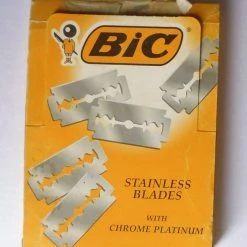 BiC
STAINLESS
BLADES
WITH
CHROME PLATINUM